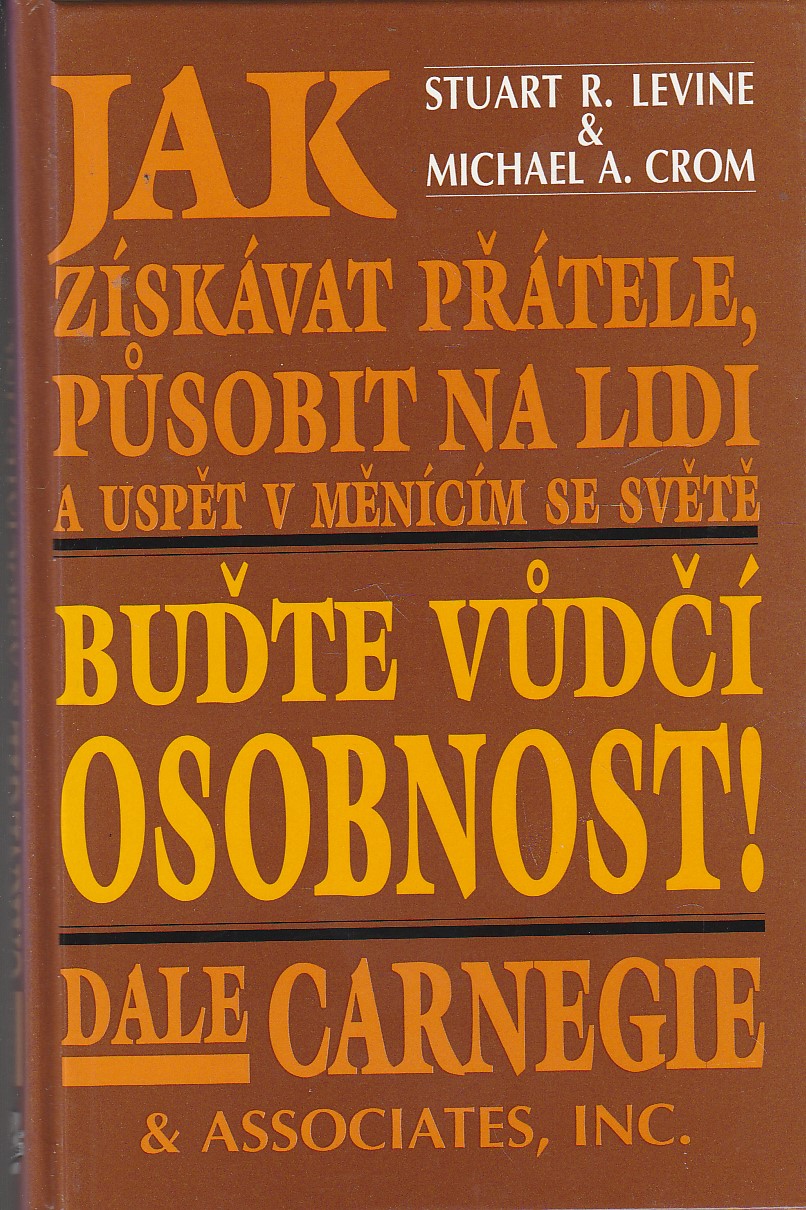 JAK
STUART R. LEVINE
&
MICHAEL A. CROM
ZÍSKÁVAT PŘÁTELE,
PŮSOBIT NA LIDI
A USPĚT V MĚNÍCÍM SE SVĚTĚ
BUĎTE VŮDČÍ
OSOBNOST!
DALE CARNEGIE
& ASSOCIATES, INC.